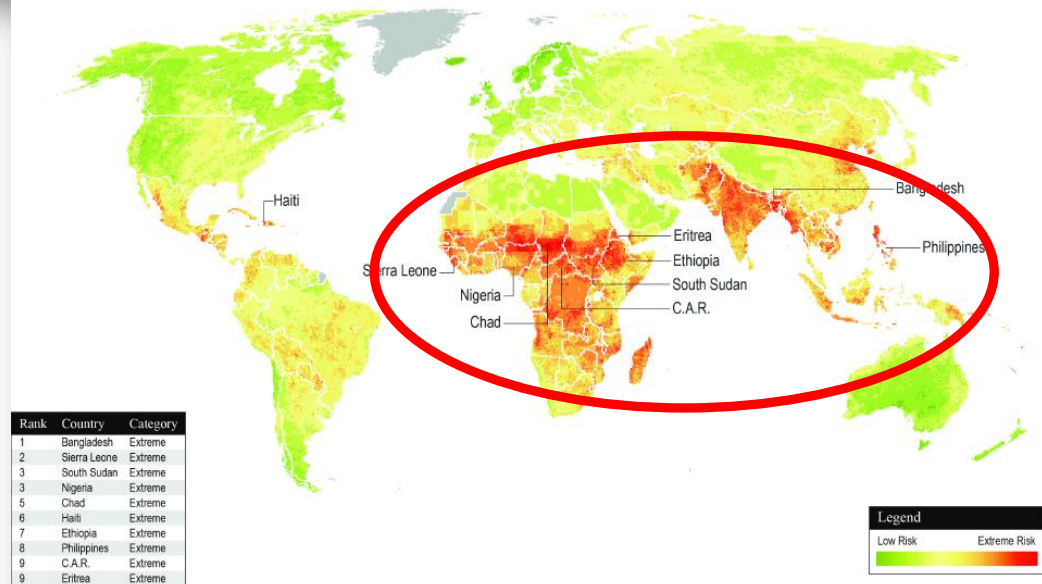 Haiti
Bangladesh
Eritrea
Philippines
Ethiopia
Sierra Leone
South Sudan
Nigeria
C.A.R.
Chad
Rank Country Category
1 Bangladesh Extreme
2 Sierra Leone Extreme
3 South Sudan Extreme
3 Nigeria Extreme
5 Chad Extreme
6 Haiti Extreme
7 Ethiopia Extreme
8 Philippines Extreme
9 C.A.R. Extreme
9 Eritrea Extreme
Legend
Low Risk Extreme Risk